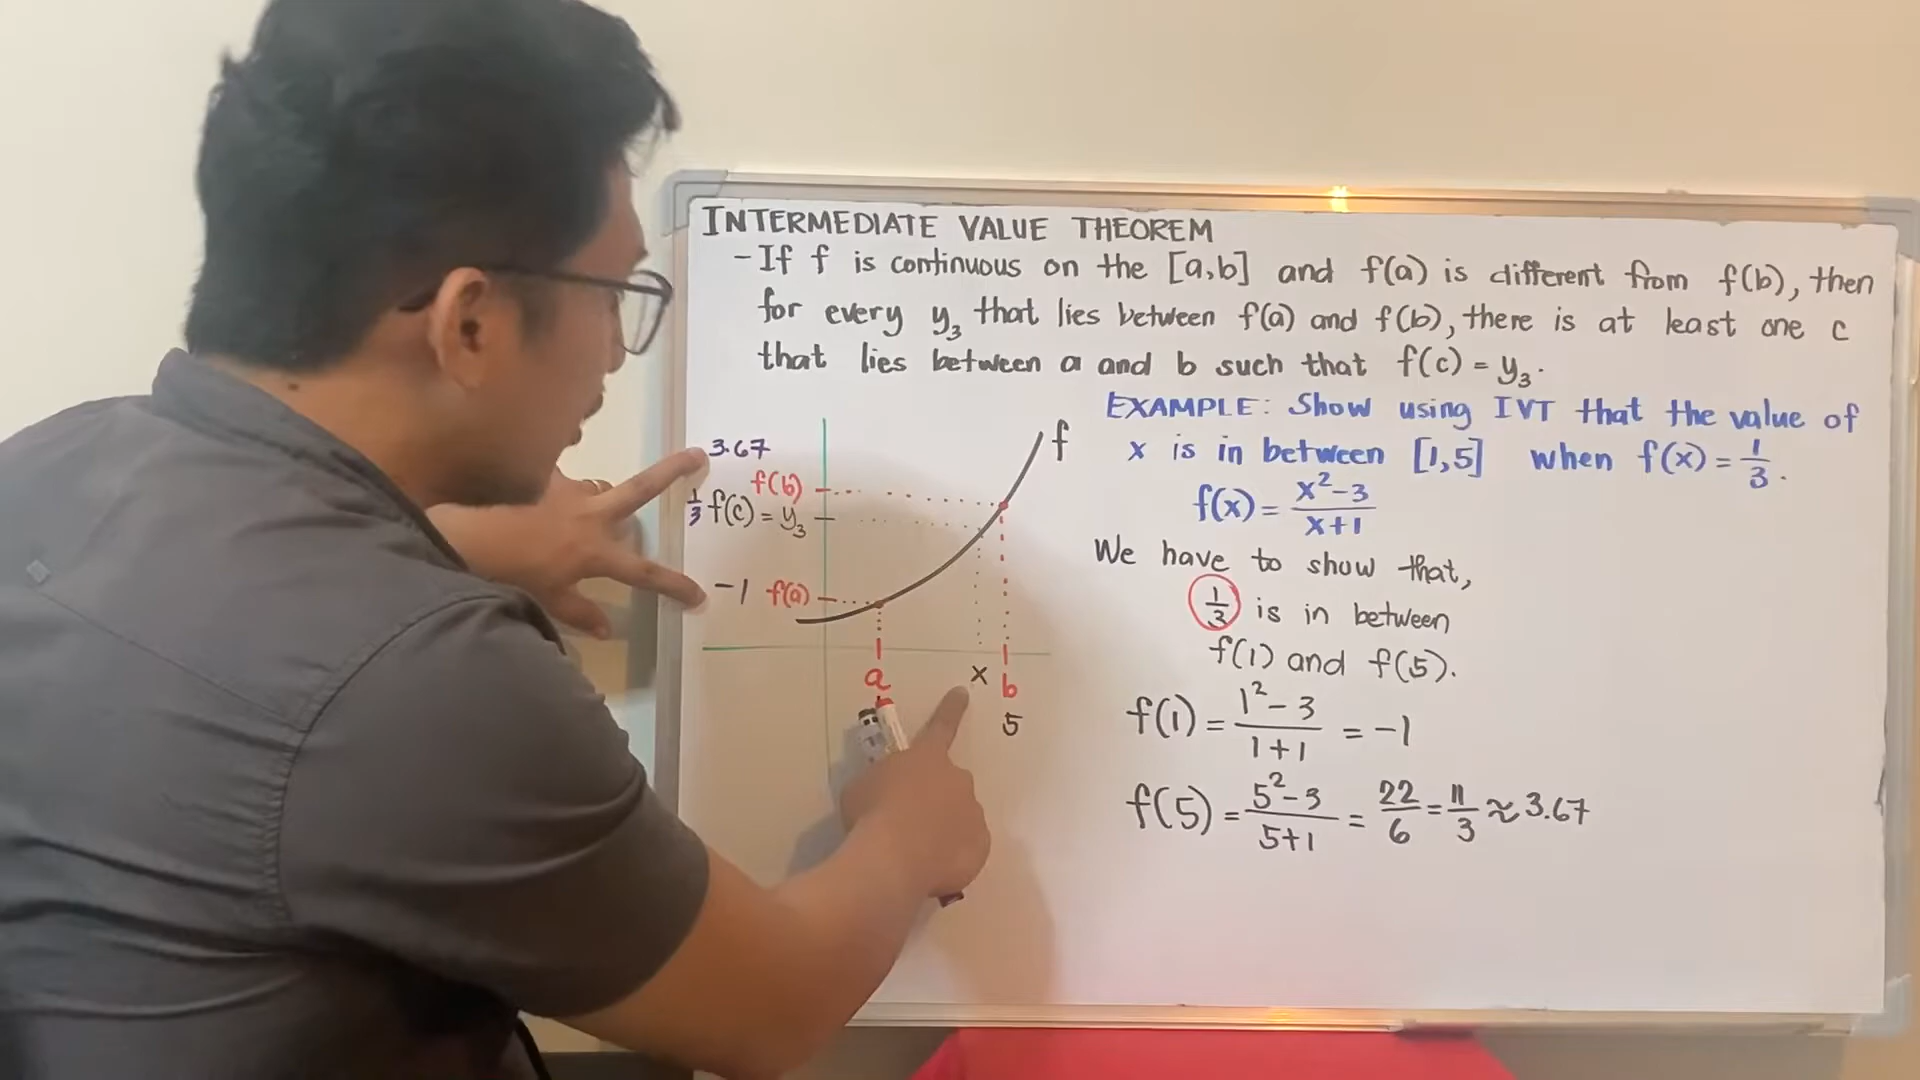 INTERMEDIATE VALUE THEOREM
- If f is continuous on the [a,b] and f(a) is different from f(b), then
for every y₃ that lies between f(a) and f(b), there is at least one c
that lies between a and b such that f(c) = y₃.
EXAMPLE: Show using IVT that the value of
x is in between [1,5] when f(x) = 1/3.
f(x) = x²-3 / x+1
We have to show that,
1/3 is in between
f(1) and f(5).
f(1) = 1²-3 / 1+1 = -1
f(5) = 5²-3 / 5+1 = 22/6 = 11/3 ≈ 3.67
f
3.67
f(b)
1/3 f(c) = y₃
-1 f(a)
a x b
5